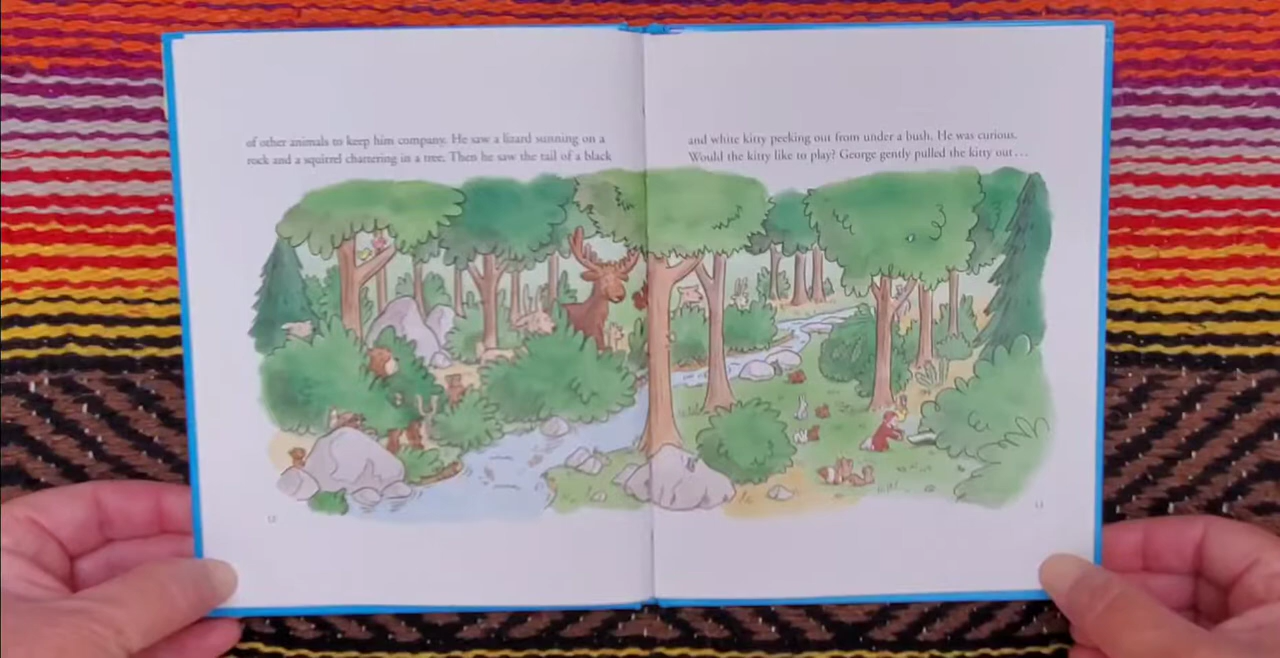 of other animals to keep him company. He saw a lizard sunning on a
rock and a squirrel chattering in a tree. Then he saw the tail of a black
and white kitty peeking out from under a bush. He was curious.
Would the kitty like to play? George gently pulled the kitty out . . .
12
13